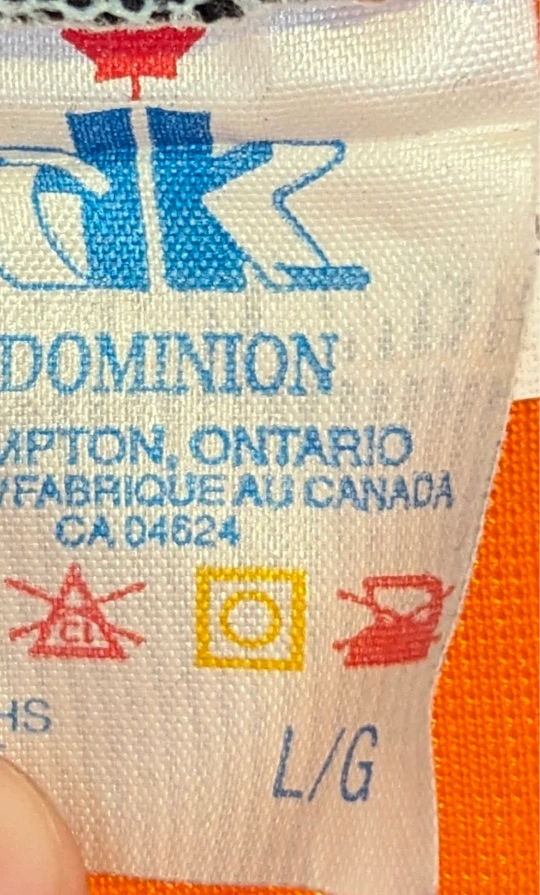 DOMINION
MPTON, ONTARIO
/FABRIQUE AU CANADA
CA 04624
Cl
HS
L/G